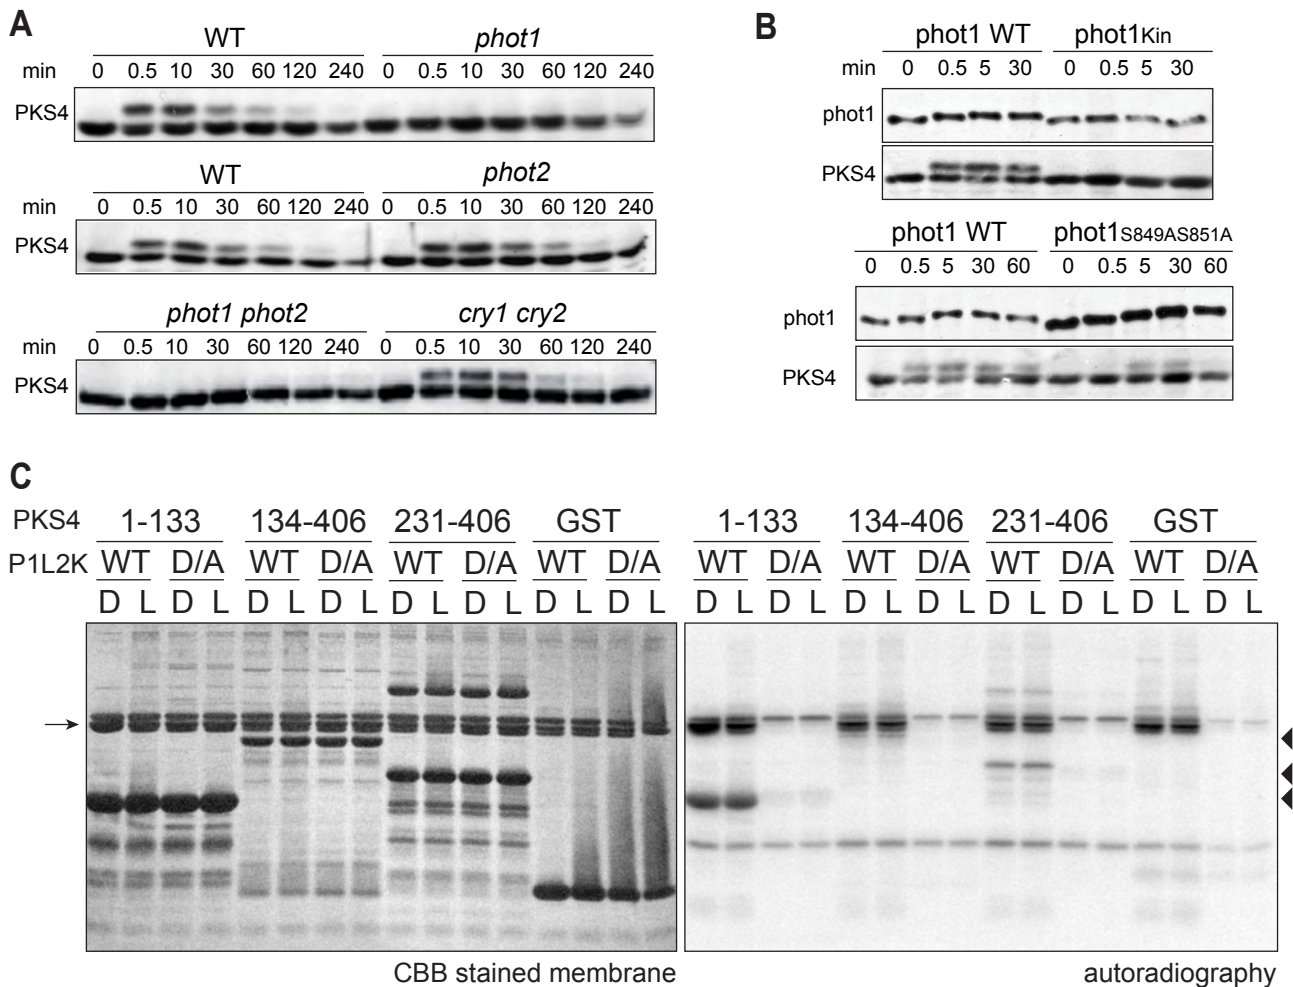 A
WT phot1
min 0 0.5 10 30 60 120 240 0 0.5 10 30 60 120 240
PKS4
WT phot2
min 0 0.5 10 30 60 120 240 0 0.5 10 30 60 120 240
PKS4
phot1 phot2 cry1 cry2
min 0 0.5 10 30 60 120 240 0 0.5 10 30 60 120 240
PKS4
B
phot1 WT phot1Kin
min 0 0.5 5 30 0 0.5 5 30
phot1
PKS4
phot1 WT phot1S849AS851A
0 0.5 5 30 60 0 0.5 5 30 60
phot1
PKS4
C
PKS4 1-133 134-406 231-406 GST 1-133 134-406 231-406 GST
P1L2K WT D/A WT D/A WT D/A WT D/A WT D/A WT D/A WT D/A WT D/A
D L D L D L D L D L D L D L D L D L D L D L D L D L D L D L D L
CBB stained membrane autoradiography